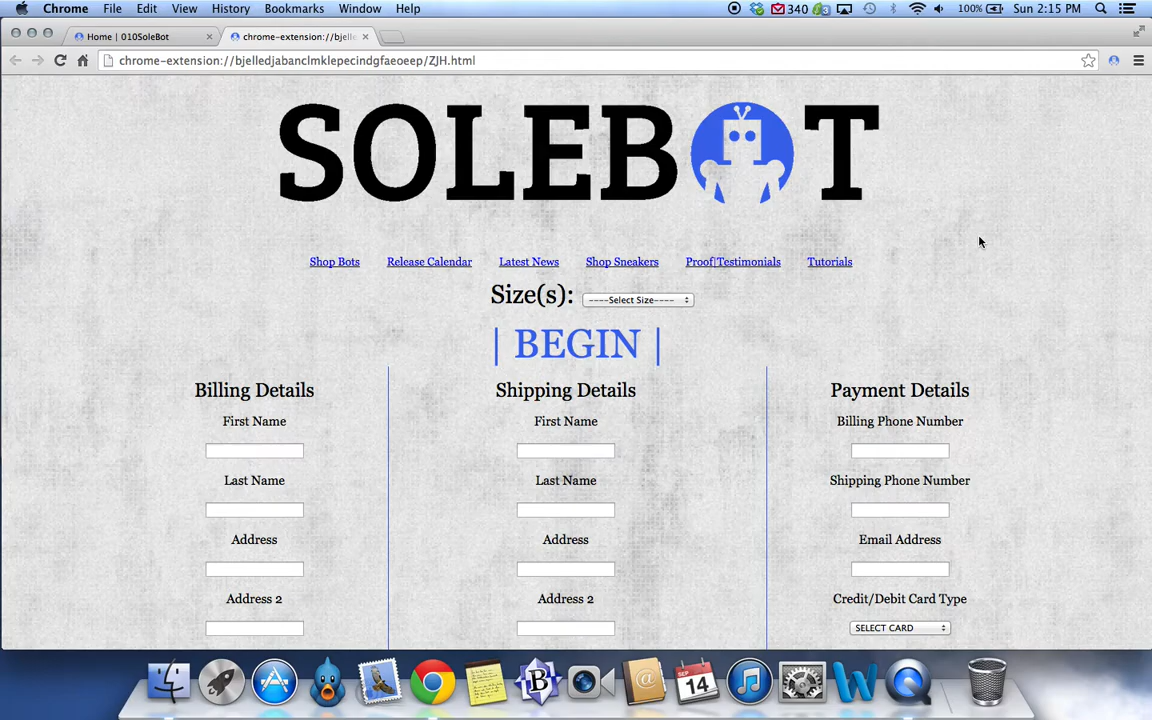 Chrome File Edit View History Bookmarks Window Help 340 3 100% Sun 2:15 PM
Home | 010SoleBot chrome-extension://bjelle
chrome-extension://bjelledjabanclmklepecindgfaeoeep/ZJH.html
SOLEBOT
Shop Bots Release Calendar Latest News Shop Sneakers Proof|Testimonials Tutorials
Size(s): ----Select Size----
| BEGIN |
Billing Details Shipping Details Payment Details
First Name First Name Billing Phone Number
Last Name Last Name Shipping Phone Number
Address Address Email Address
Address 2 Address 2 Credit/Debit Card Type
SELECT CARD
SEP
14